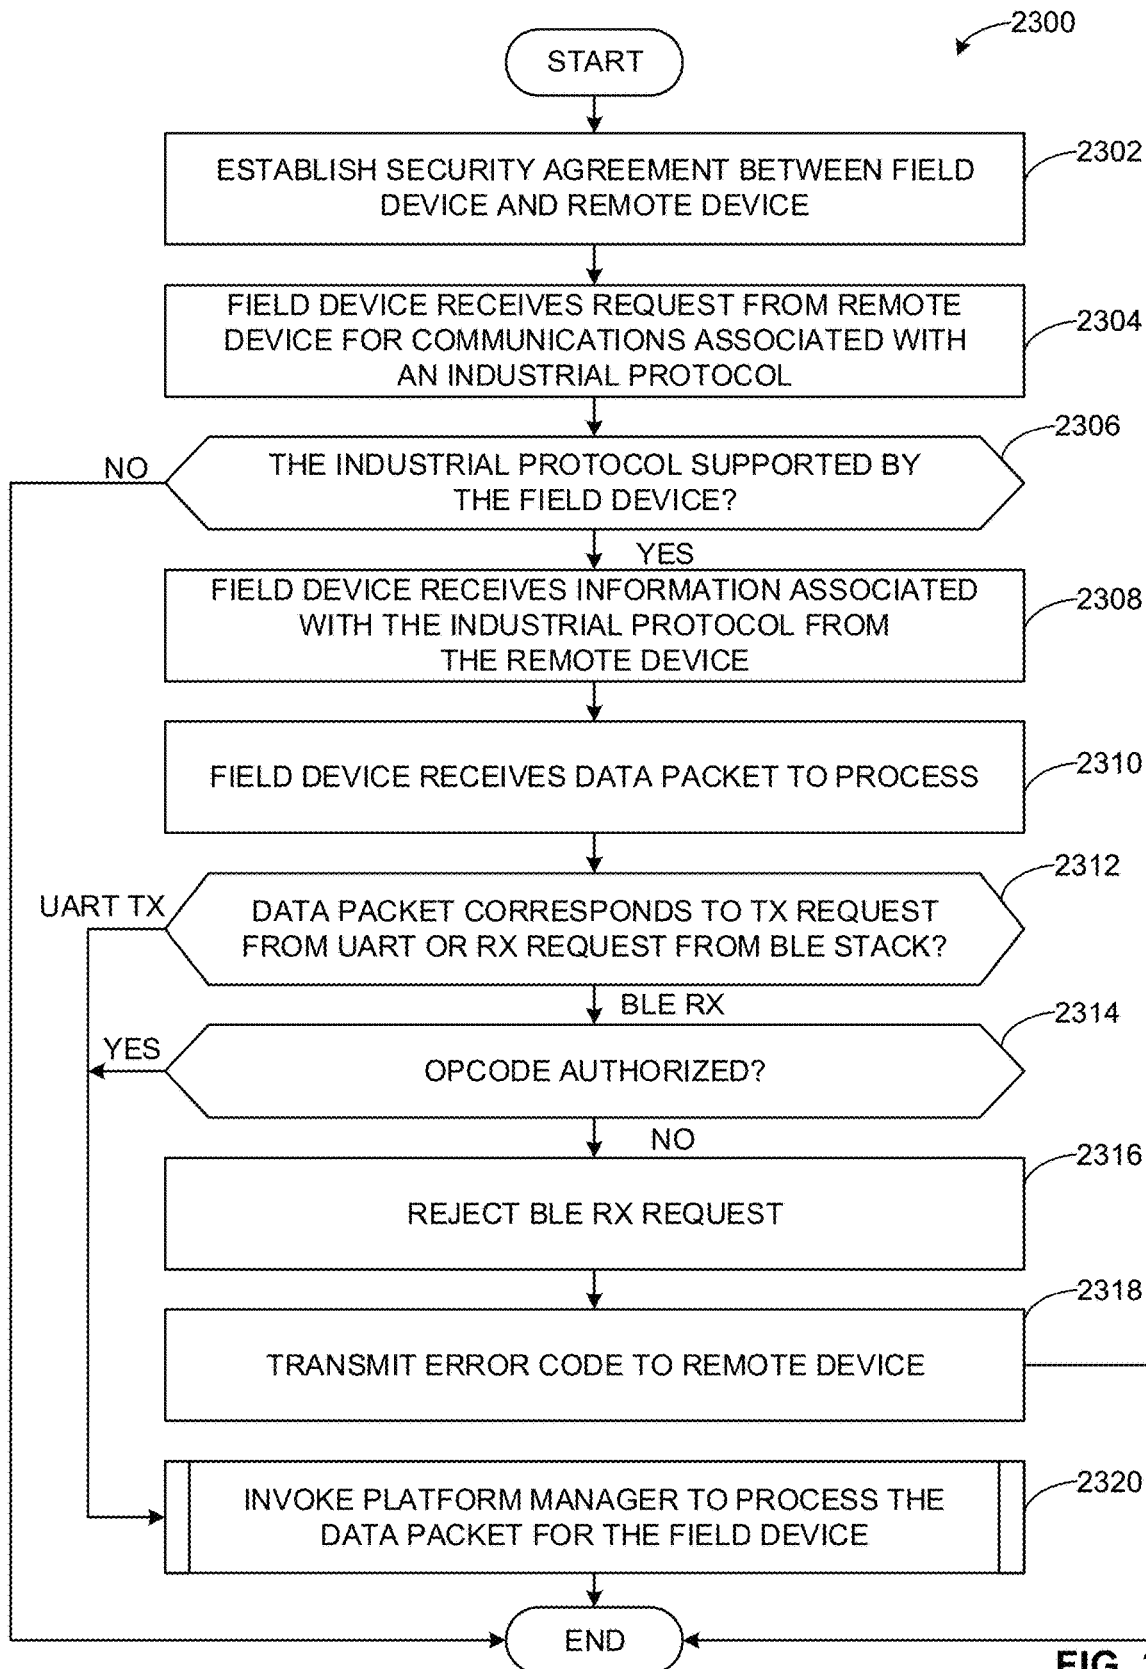 2300
START
ESTABLISH SECURITY AGREEMENT BETWEEN FIELD
DEVICE AND REMOTE DEVICE
2302
FIELD DEVICE RECEIVES REQUEST FROM REMOTE
DEVICE FOR COMMUNICATIONS ASSOCIATED WITH
AN INDUSTRIAL PROTOCOL
2304
THE INDUSTRIAL PROTOCOL SUPPORTED BY
THE FIELD DEVICE?
2306
NO
YES
FIELD DEVICE RECEIVES INFORMATION ASSOCIATED
WITH THE INDUSTRIAL PROTOCOL FROM
THE REMOTE DEVICE
2308
FIELD DEVICE RECEIVES DATA PACKET TO PROCESS
2310
DATA PACKET CORRESPONDS TO TX REQUEST
FROM UART OR RX REQUEST FROM BLE STACK?
2312
UART TX
BLE RX
OPCODE AUTHORIZED?
2314
YES
NO
REJECT BLE RX REQUEST
2316
TRANSMIT ERROR CODE TO REMOTE DEVICE
2318
INVOKE PLATFORM MANAGER TO PROCESS THE
DATA PACKET FOR THE FIELD DEVICE
2320
END
FIG.